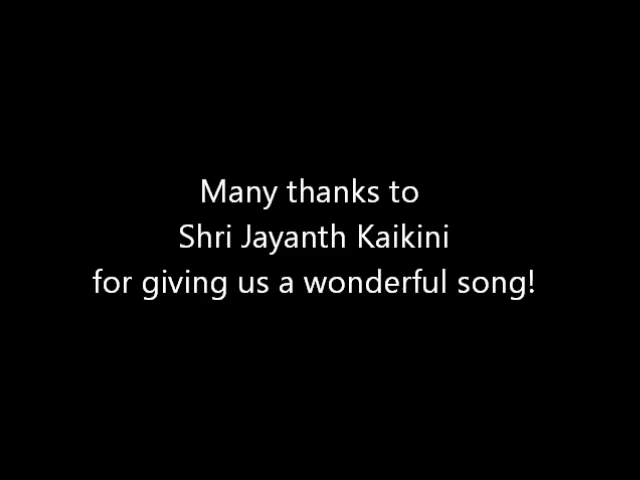 Many thanks to
Shri Jayanth Kaikini
for giving us a wonderful song!